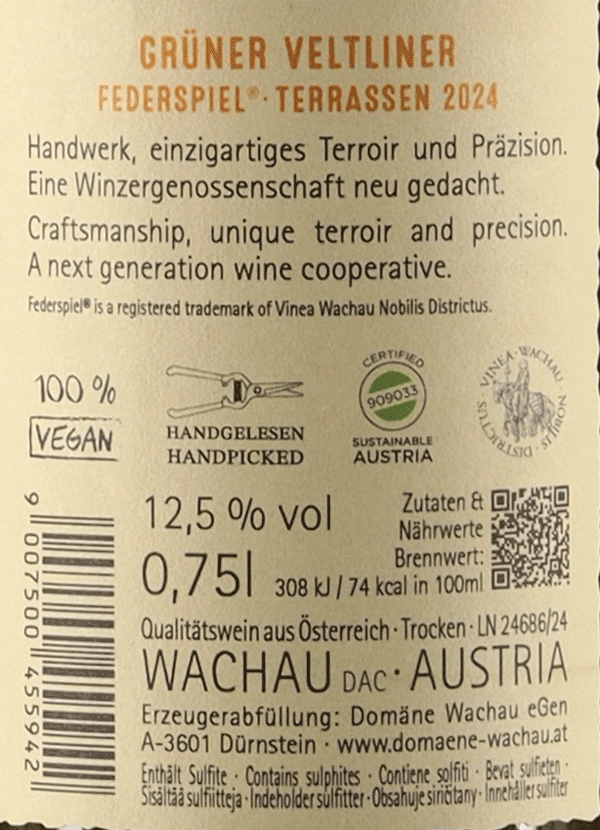 GRÜNER VELTLINER
FEDERSPIEL® · TERRASSEN 2024
Handwerk, einzigartiges Terroir und Präzision.
Eine Winzergenossenschaft neu gedacht.
Craftsmanship, unique terroir and precision.
A next generation wine cooperative.
Federspiel® is a registered trademark of Vinea Wachau Nobilis Districtus.
100 %
VEGAN
HANDGELESEN
HANDPICKED
CERTIFIED
909033
SUSTAINABLE
AUSTRIA
VINEA · WACHAU · NOBILIS · DISTRICTUS
12,5 % vol
0,75l
Zutaten &
Nährwerte
Brennwert:
308 kJ / 74 kcal in 100ml
Qualitätswein aus Österreich · Trocken · LN 24686/24
WACHAU DAC · AUSTRIA
Erzeugerabfüllung: Domäne Wachau eGen
A-3601 Dürnstein · www.domaene-wachau.at
Enthält Sulfite · Contains sulphites · Contiene solfiti · Bevat sulfieten ·
Sisältää sulfiitteja · Indeholder sulfitter · Obsahuje siričitany · Innehåller sulfiter
9 007500 455942